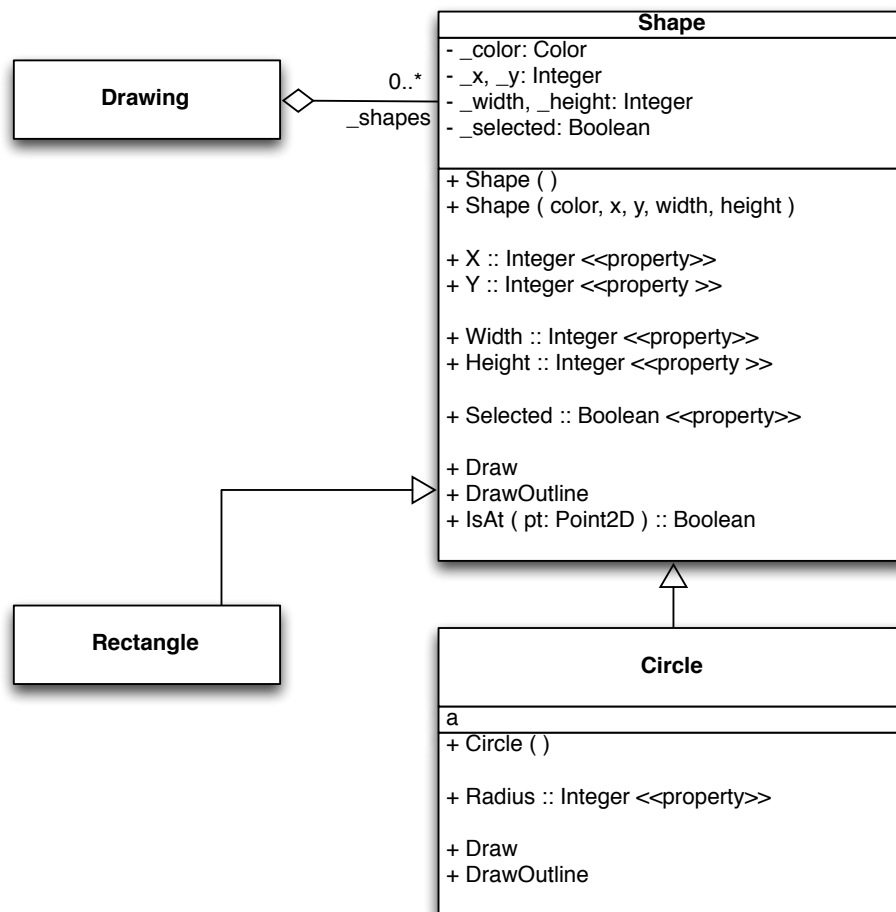 Shape
- _color: Color
- _x, _y: Integer
- _width, _height: Integer
- _selected: Boolean
Drawing
0..*
_shapes
+ Shape ( )
+ Shape ( color, x, y, width, height )
+ X :: Integer <<property>>
+ Y :: Integer <<property >>
+ Width :: Integer <<property>>
+ Height :: Integer <<property >>
+ Selected :: Boolean <<property>>
+ Draw
+ DrawOutline
+ IsAt ( pt: Point2D ) :: Boolean
Rectangle
Circle
a
+ Circle ( )
+ Radius :: Integer <<property>>
+ Draw
+ DrawOutline